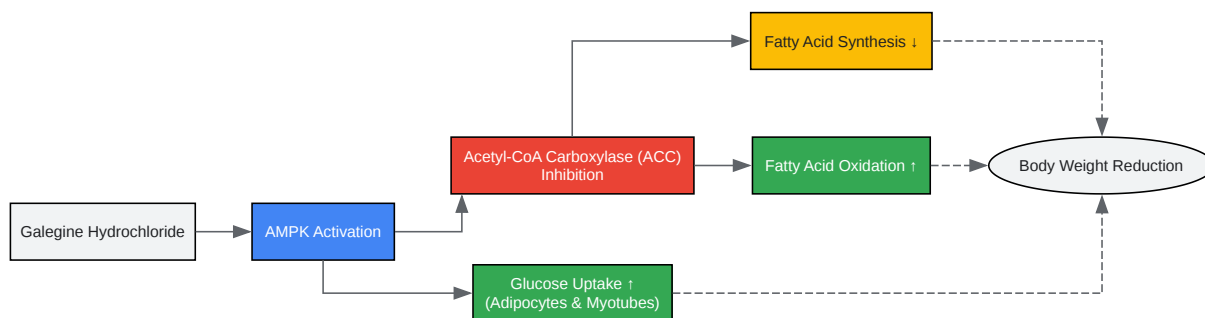 Fatty Acid Synthesis ↓
Acetyl-CoA Carboxylase (ACC)
Inhibition
Fatty Acid Oxidation ↑
Body Weight Reduction
Galegine Hydrochloride
AMPK Activation
Glucose Uptake ↑
(Adipocytes & Myotubes)